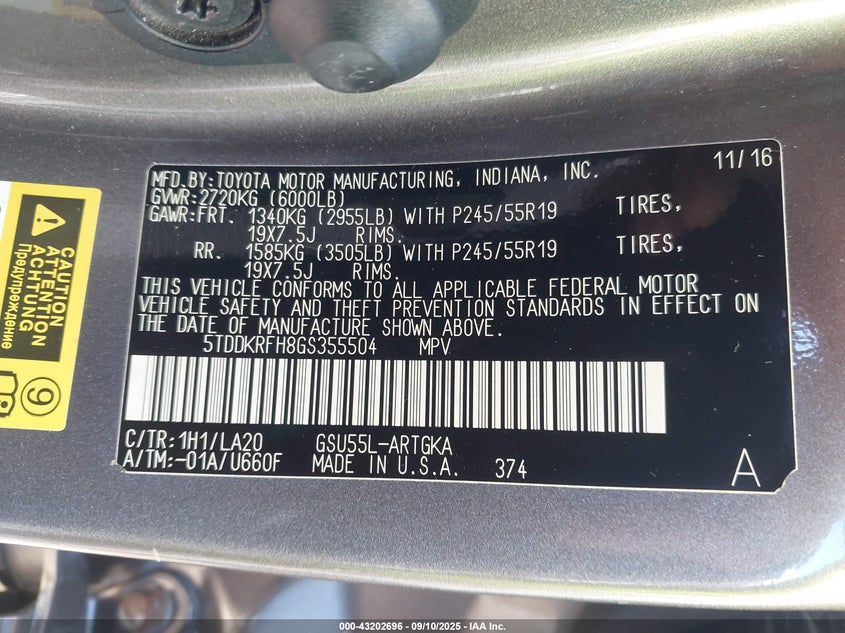 MFD.BY:TOYOTA MOTOR MANUFACTURING, INDIANA, INC. 11/16
GVWR:2720KG (6000LB)
GAWR:FRT. 1340KG (2955LB) WITH P245/55R19 TIRES,
19X7.5J RIMS.
RR. 1585KG (3505LB) WITH P245/55R19 TIRES,
19X7.5J RIMS.
THIS VEHICLE CONFORMS TO ALL APPLICABLE FEDERAL MOTOR
VEHICLE SAFETY AND THEFT PREVENTION STANDARDS IN EFFECT ON
THE DATE OF MANUFACTURE SHOWN ABOVE.
5TDDKRFH8GS355504 MPV
C/TR:1H1/LA20 GSU55L-ARTGKA
A/TM:-01A/U660F MADE IN U.S.A. 374
A
CAUTION
ATTENTION
ACHTUNG
Предупреждение
9
000-43202696 - 09/10/2025 - IAA Inc.